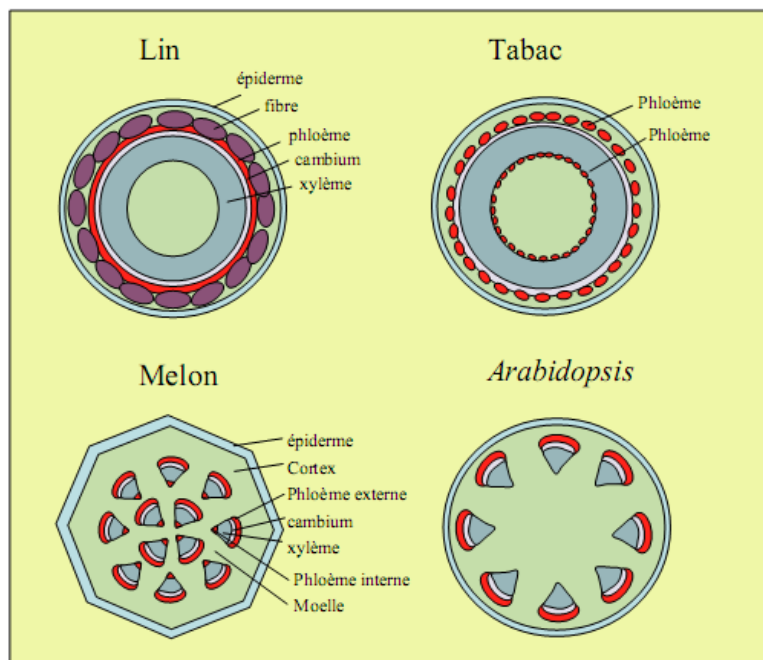 Lin
épiderme
fibre
phloème
cambium
xylème
Tabac
Phloème
Phloème
Melon
épiderme
Cortex
Phloème externe
cambium
xylème
Phloème interne
Moelle
Arabidopsis